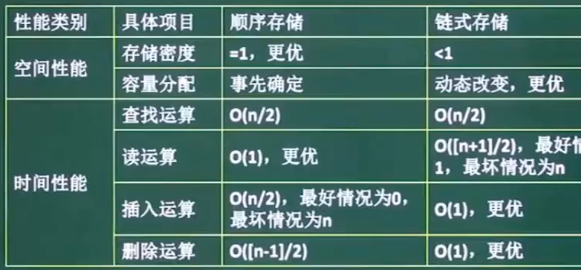 性能类别 具体项目 顺序存储 链式存储
空间性能 存储密度 =1，更优 <1
容量分配 事先确定 动态改变，更优
时间性能 查找运算 O(n/2) O(n/2)
读运算 O(1)，更优 O([n+1]/2)，最好情
1，最坏情况为n
插入运算 O(n/2)，最好情况为0，
最坏情况为n O(1)，更优
删除运算 O([n-1]/2) O(1)，更优